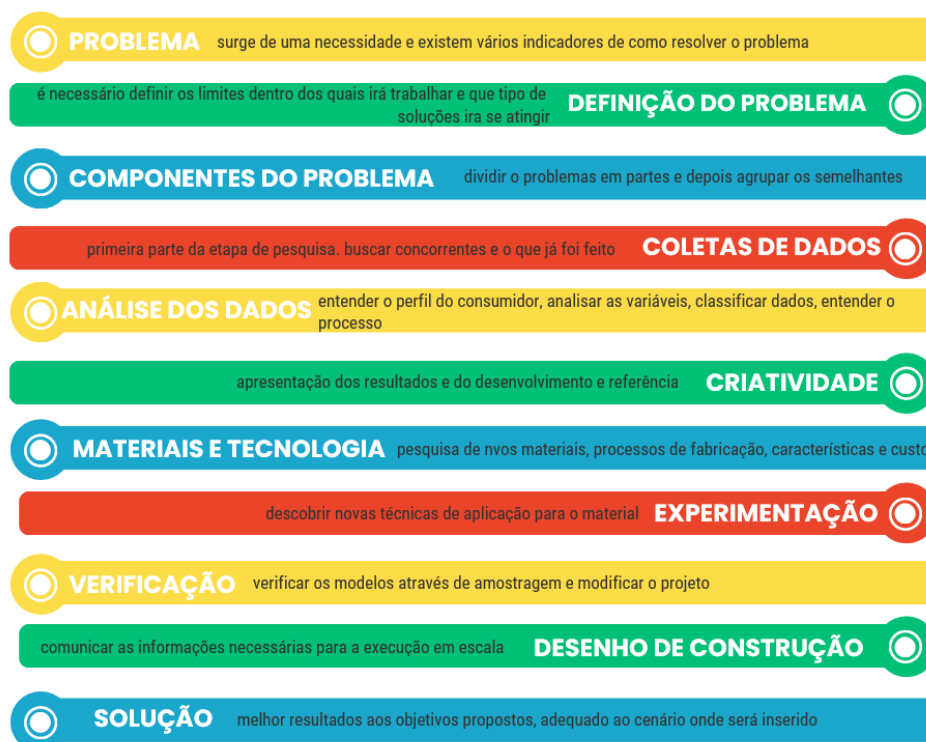 PROBLEMA surge de uma necessidade e existem vários indicadores de como resolver o problema
é necessário definir os limites dentro dos quais irá trabalhar e que tipo de
soluções ira se atingir
DEFINIÇÃO DO PROBLEMA
COMPONENTES DO PROBLEMA dividir o problemas em partes e depois agrupar os semelhantes
primeira parte da etapa de pesquisa. buscar concorrentes e o que já foi feito COLETAS DE DADOS
ANÁLISE DOS DADOS
entender o perfil do consumidor, analisar as variáveis, classificar dados, entender o
processo
apresentação dos resultados e do desenvolvimento e referência CRIATIVIDADE
MATERIAIS E TECNOLOGIA pesquisa de nvos materiais, processos de fabricação, características e custo
descobrir novas técnicas de aplicação para o material EXPERIMENTAÇÃO
VERIFICAÇÃO verificar os modelos através de amostragem e modificar o projeto
comunicar as informações necessárias para a execução em escala DESENHO DE CONSTRUÇÃO
SOLUÇÃO melhor resultados aos objetivos propostos, adequado ao cenário onde será inserido